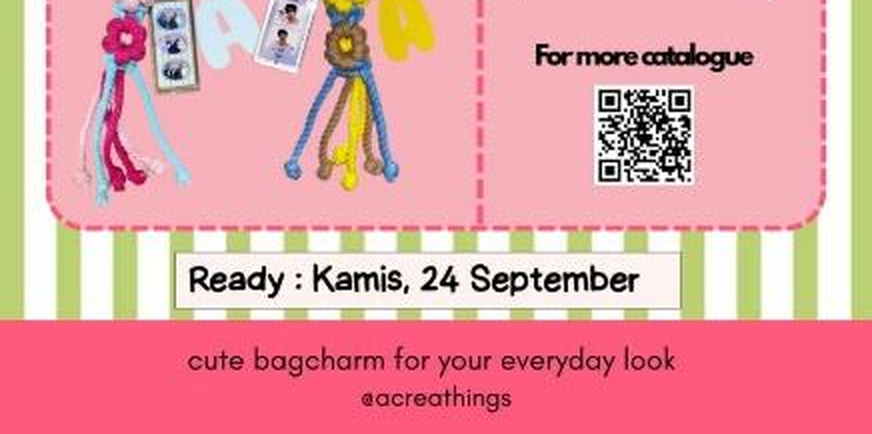 A
A
For more catalogue
Ready : Kamis, 24 September
cute bagcharm for your everyday look
@acreathings